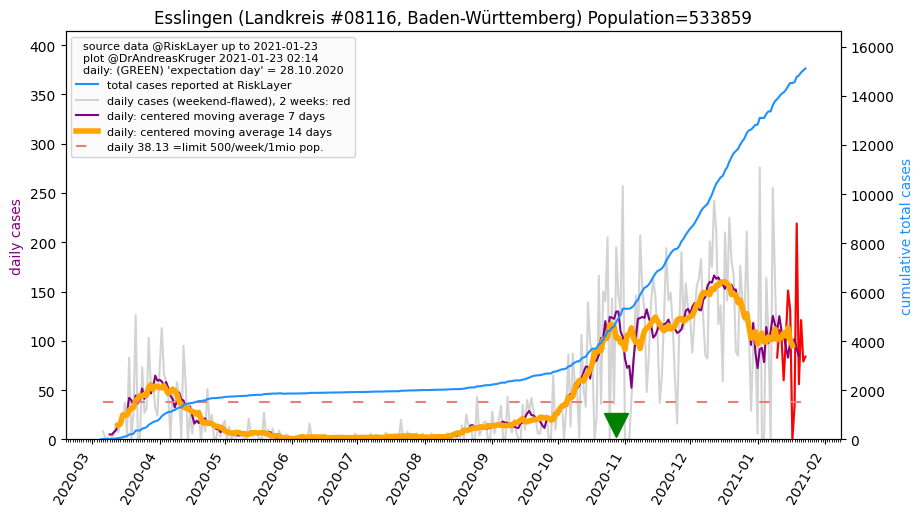 Esslingen (Landkreis #08116, Baden-Württemberg) Population=533859
source data @RiskLayer up to 2021-01-23
plot @DrAndreasKruger 2021-01-23 02:14
daily: (GREEN) 'expectation day' = 28.10.2020
total cases reported at RiskLayer
daily cases (weekend-flawed), 2 weeks: red
daily: centered moving average 7 days
daily: centered moving average 14 days
daily 38.13 =limit 500/week/1mio pop.
daily cases
400
350
300
250
200
150
100
50
0
cumulative total cases
16000
14000
12000
10000
8000
6000
4000
2000
0
2020-03
2020-04
2020-05
2020-06
2020-07
2020-08
2020-09
2020-10
2020-11
2020-12
2021-01
2021-02